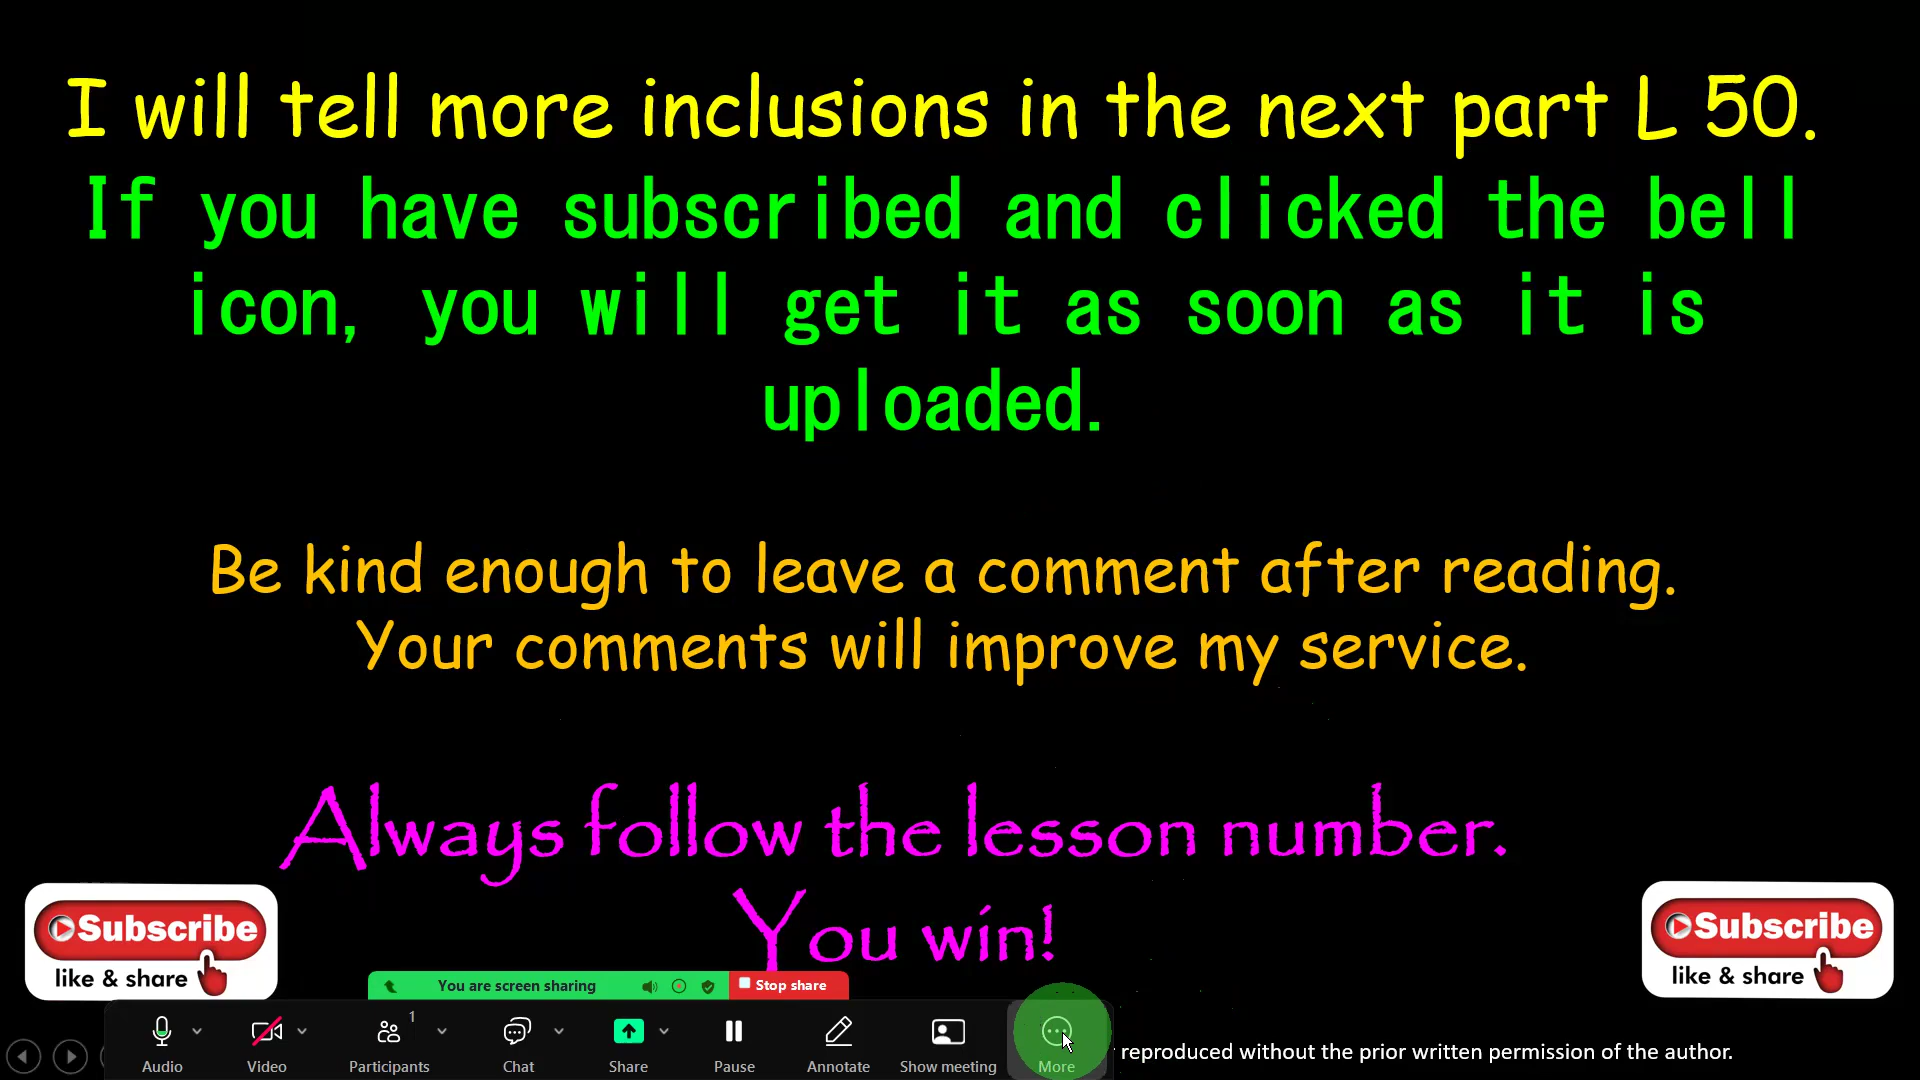 I will tell more inclusions in the next part L 50.
If you have subscribed and clicked the bell
icon, you will get it as soon as it is
uploaded.
Be kind enough to leave a comment after reading.
Your comments will improve my service.
Always follow the lesson number.
You win!
Subscribe
like & share
Subscribe
like & share
You are screen sharing
Stop share
1
Audio
Video
Participants
Chat
Share
Pause
Annotate
Show meeting
More
reproduced without the prior written permission of the author.